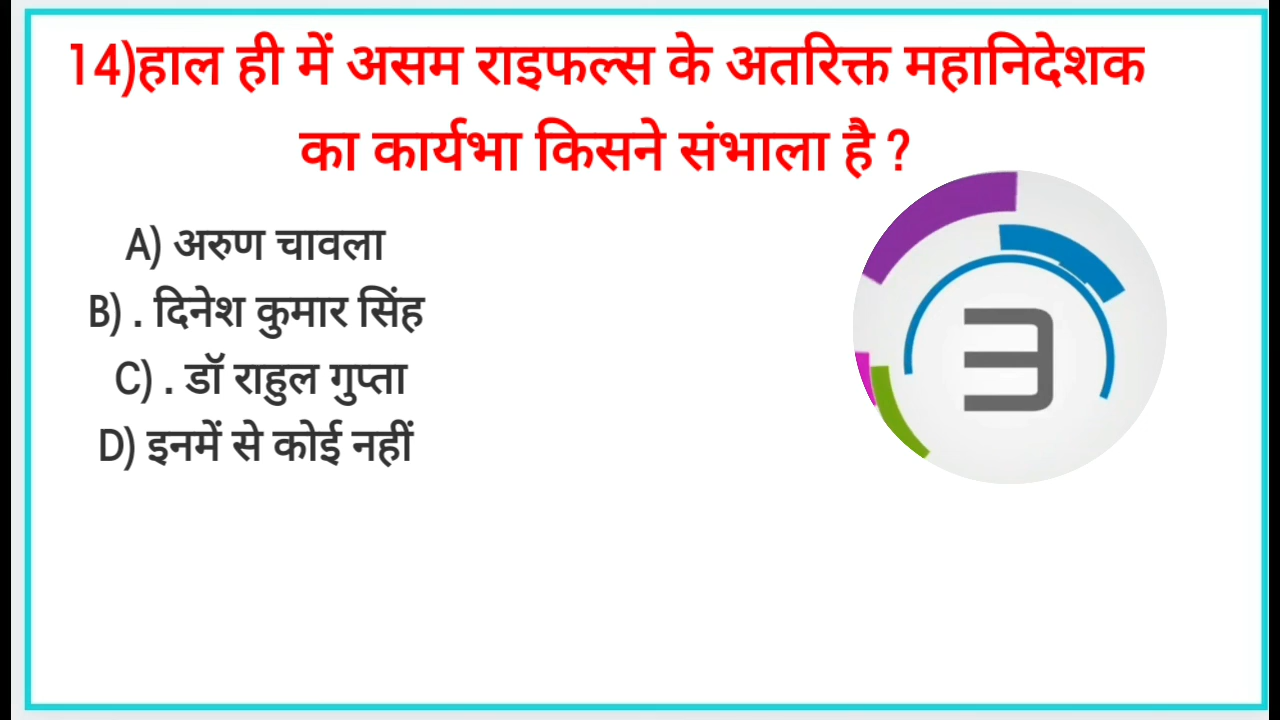 14)हाल ही में असम राइफल्स के अतरिक्त महानिदेशक
का कार्यभा किसने संभाला है ?
A) अरुण चावला
B) . दिनेश कुमार सिंह
C) . डॉ राहुल गुप्ता
D) इनमें से कोई नहीं
3